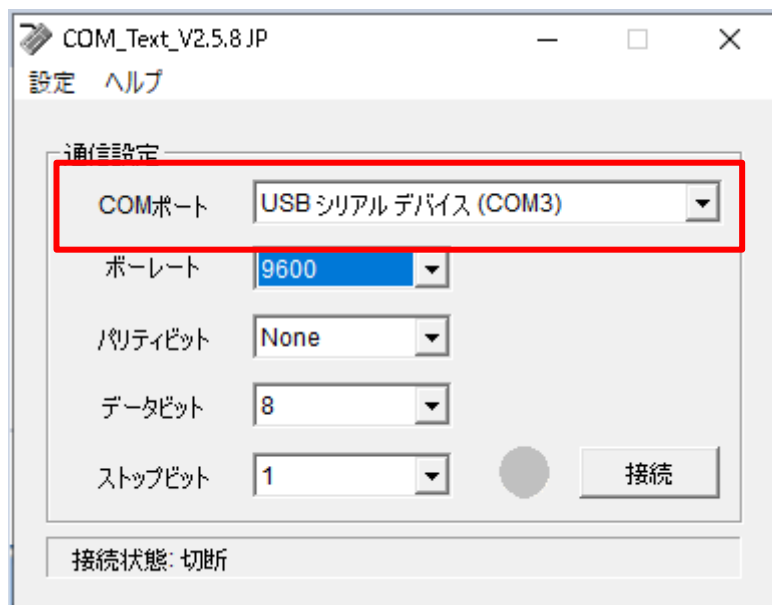 COM_Text_V2.5.8 JP
設定 ヘルプ
通信設定
COMポート USB シリアル デバイス (COM3)
ボーレート 9600
パリティビット None
データビット 8
ストップビット 1 接続
接続状態: 切断